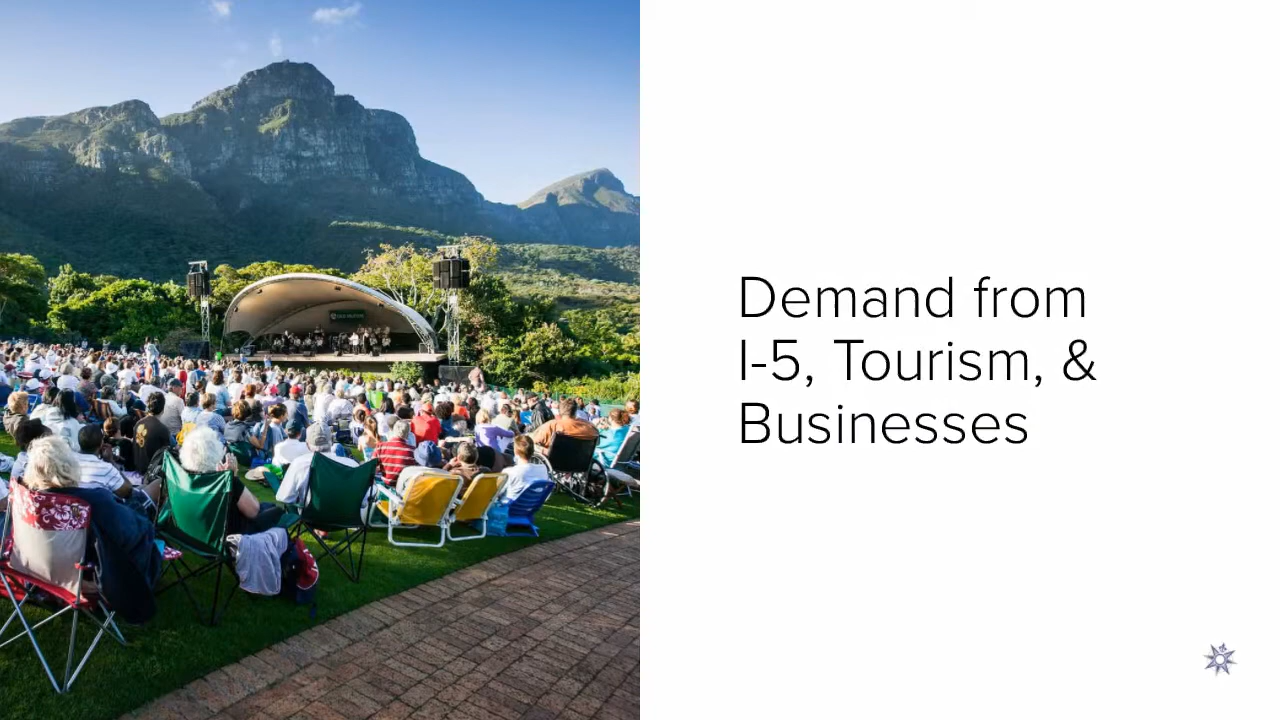 Demand from
I-5, Tourism, &
Businesses